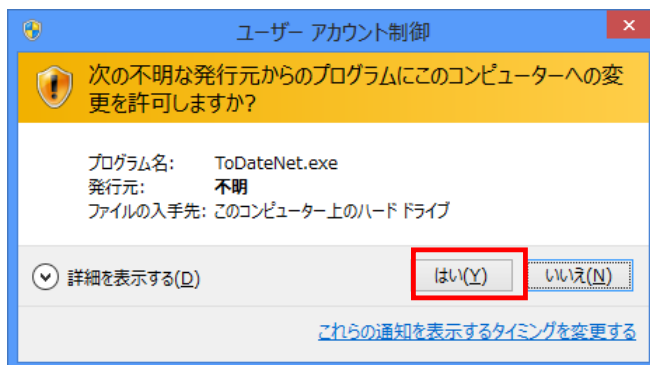 ユーザー アカウント制御
次の不明な発行元からのプログラムにこのコンピューターへの変
更を許可しますか?
プログラム名: ToDateNet.exe
発行元: 不明
ファイルの入手先: このコンピューター上のハード ドライブ
詳細を表示する(D) はい(Y) いいえ(N)
これらの通知を表示するタイミングを変更する